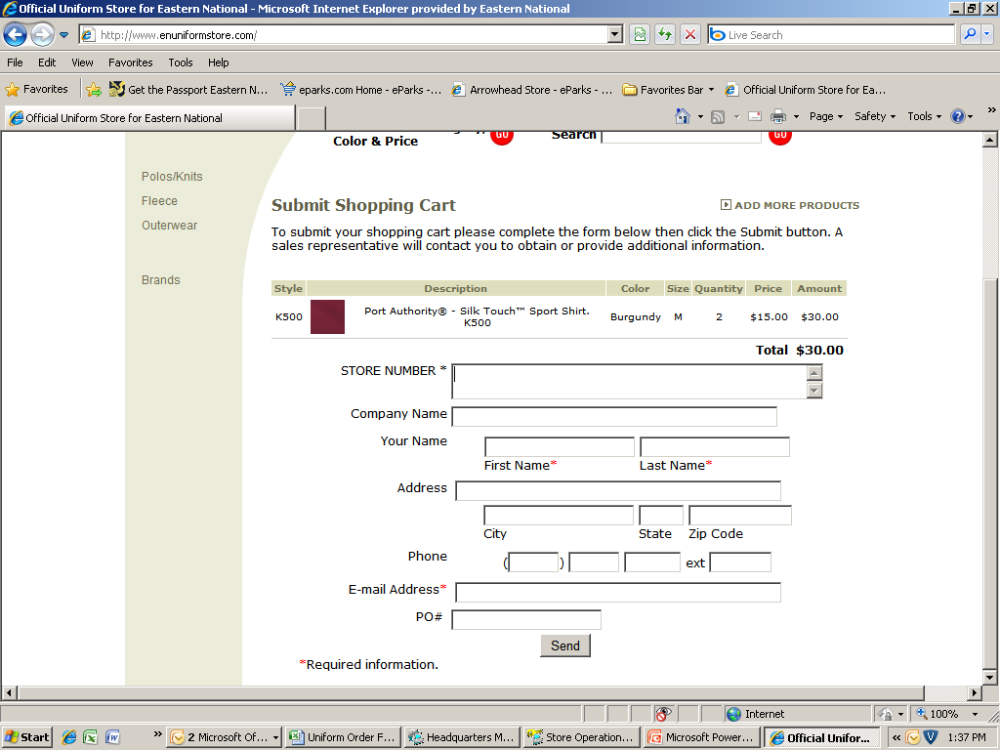 Official Uniform Store for Eastern National - Microsoft Internet Explorer provided by Eastern National
http://www.enuniformstore.com/
Live Search
File Edit View Favorites Tools Help
Favorites Get the Passport Eastern N... eparks.com Home - eParks -... Arrowhead Store - eParks - ... Favorites Bar Official Uniform Store for Ea...
Official Uniform Store for Eastern National
Page Safety Tools »
Color & Price GO Search GO
Polos/Knits
Fleece
Outerwear
Brands
Submit Shopping Cart
ADD MORE PRODUCTS
To submit your shopping cart please complete the form below then click the Submit button. A
sales representative will contact you to obtain or provide additional information.
Style Description Color Size Quantity Price Amount
K500 Port Authority® - Silk Touch™ Sport Shirt. Burgundy M 2 $15.00 $30.00
K500
Total $30.00
STORE NUMBER *
Company Name
Your Name
First Name* Last Name*
Address
City State Zip Code
Phone ( ) ext
E-mail Address*
PO#
Send
*Required information.
Internet 100%
Start » 2 Microsoft Of... Uniform Order F... Headquarters M... Store Operation... Microsoft Power... Official Unifor... « 1:37 PM